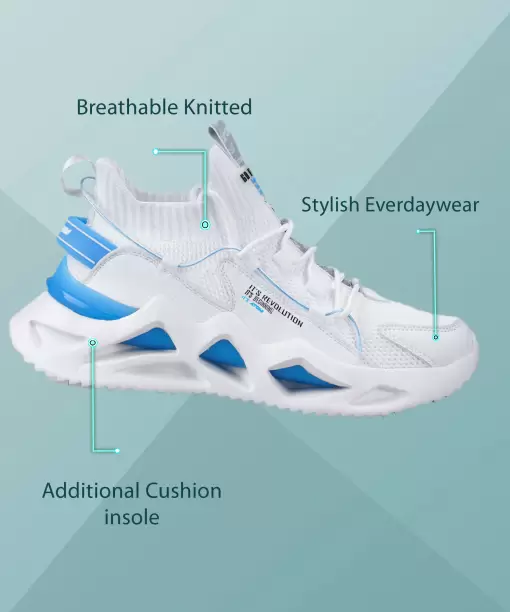 Breathable Knitted
Stylish Everdaywear
IT'S REVOLUTION
Additional Cushion
insole